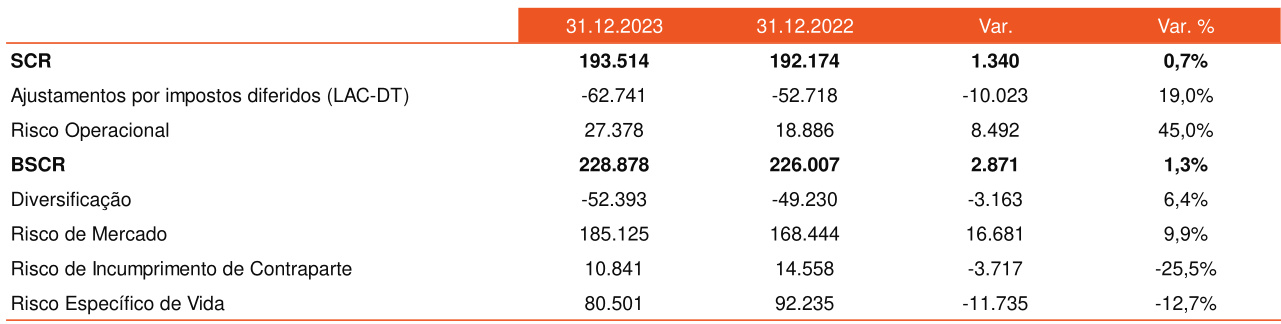 31.12.2023 31.12.2022 Var. Var. %
SCR 193.514 192.174 1.340 0,7%
Ajustamentos por impostos diferidos (LAC-DT) -62.741 -52.718 -10.023 19,0%
Risco Operacional 27.378 18.886 8.492 45,0%
BSCR 228.878 226.007 2.871 1,3%
Diversificação -52.393 -49.230 -3.163 6,4%
Risco de Mercado 185.125 168.444 16.681 9,9%
Risco de Incumprimento de Contraparte 10.841 14.558 -3.717 -25,5%
Risco Específico de Vida 80.501 92.235 -11.735 -12,7%